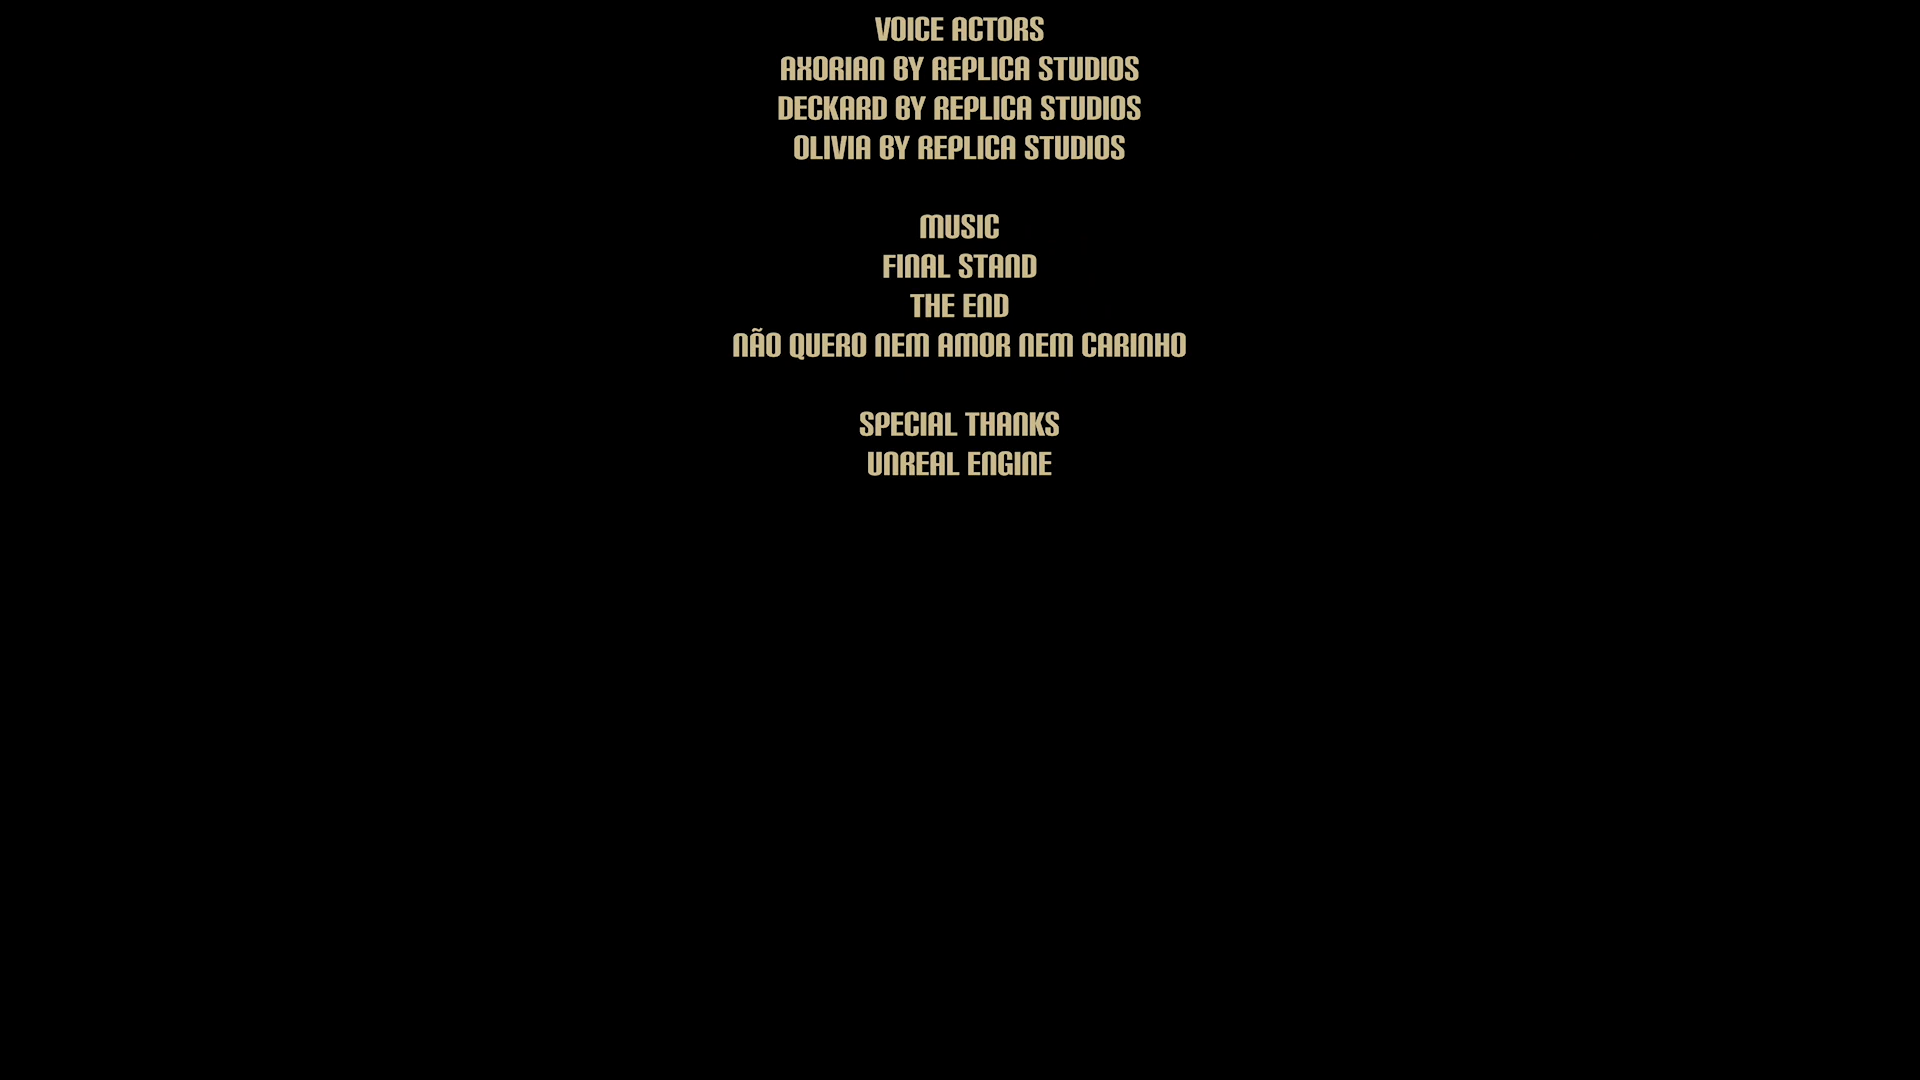 VOICE ACTORS
AXORIAN BY REPLICA STUDIOS
DECKARD BY REPLICA STUDIOS
OLIVIA BY REPLICA STUDIOS
MUSIC
FINAL STAND
THE END
NÃO QUERO NEM AMOR NEM CARINHO
SPECIAL THANKS
UNREAL ENGINE